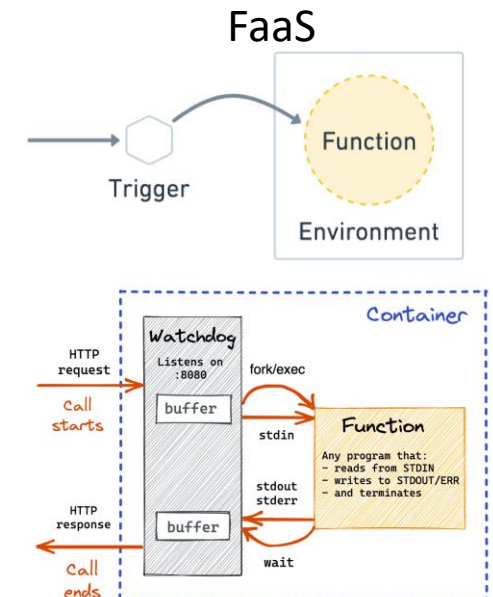 FaaS
Trigger
Function
Environment
Container
Watchdog
Listens on
:8080
HTTP
request
Call
starts
buffer
fork/exec
stdin
Function
Any program that:
- reads from STDIN
- writes to STDOUT/ERR
- and terminates
stdout
stderr
HTTP
response
buffer
wait
Call
ends